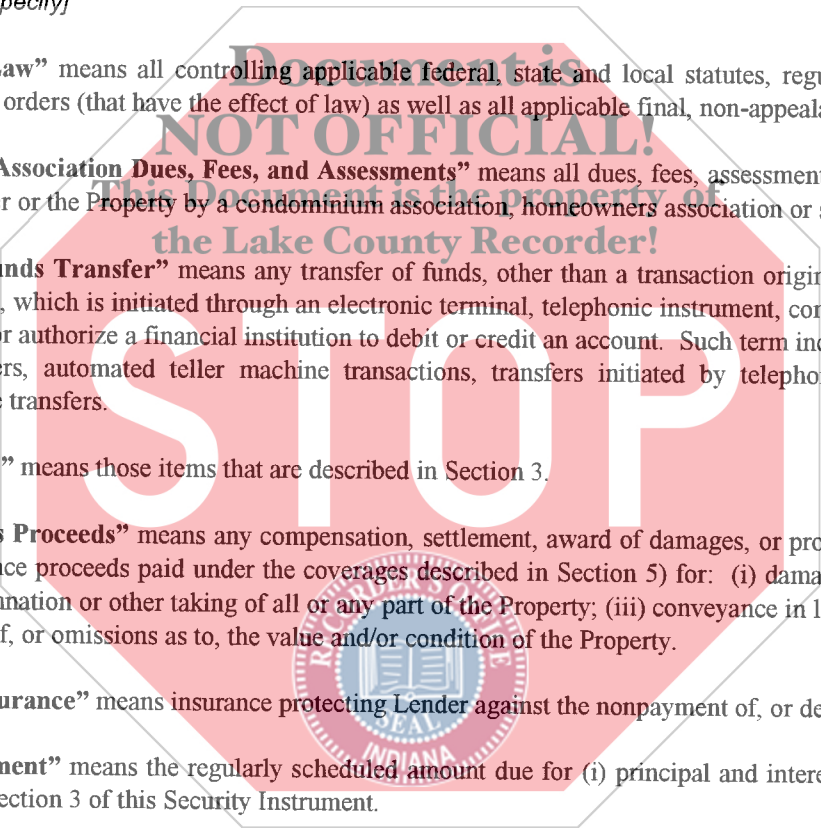 pecify]
aw” means all controlling applicable federal, state and local statutes, regu
orders (that have the effect of law) as well as all applicable final, non-appeala
Association Dues, Fees, and Assessments” means all dues, fees, assessment
r or the Property by a condominium association, homeowners association or s
unds Transfer” means any transfer of funds, other than a transaction origin
, which is initiated through an electronic terminal, telephonic instrument, com
r authorize a financial institution to debit or credit an account. Such term inc
ers, automated teller machine transactions, transfers initiated by telepho
e transfers.
” means those items that are described in Section 3.
s Proceeds” means any compensation, settlement, award of damages, or pro
nce proceeds paid under the coverages described in Section 5) for: (i) dama
nnation or other taking of all or any part of the Property; (iii) conveyance in l
f, or omissions as to, the value and/or condition of the Property.
urance” means insurance protecting Lender against the nonpayment of, or de
ment” means the regularly scheduled amount due for (i) principal and intere
ection 3 of this Security Instrument.
Document is
NOT OFFICIAL!
This Document is the property of
the Lake County Recorder!
STOP
RECORDER'S OFFICE
SEAL
INDIANA